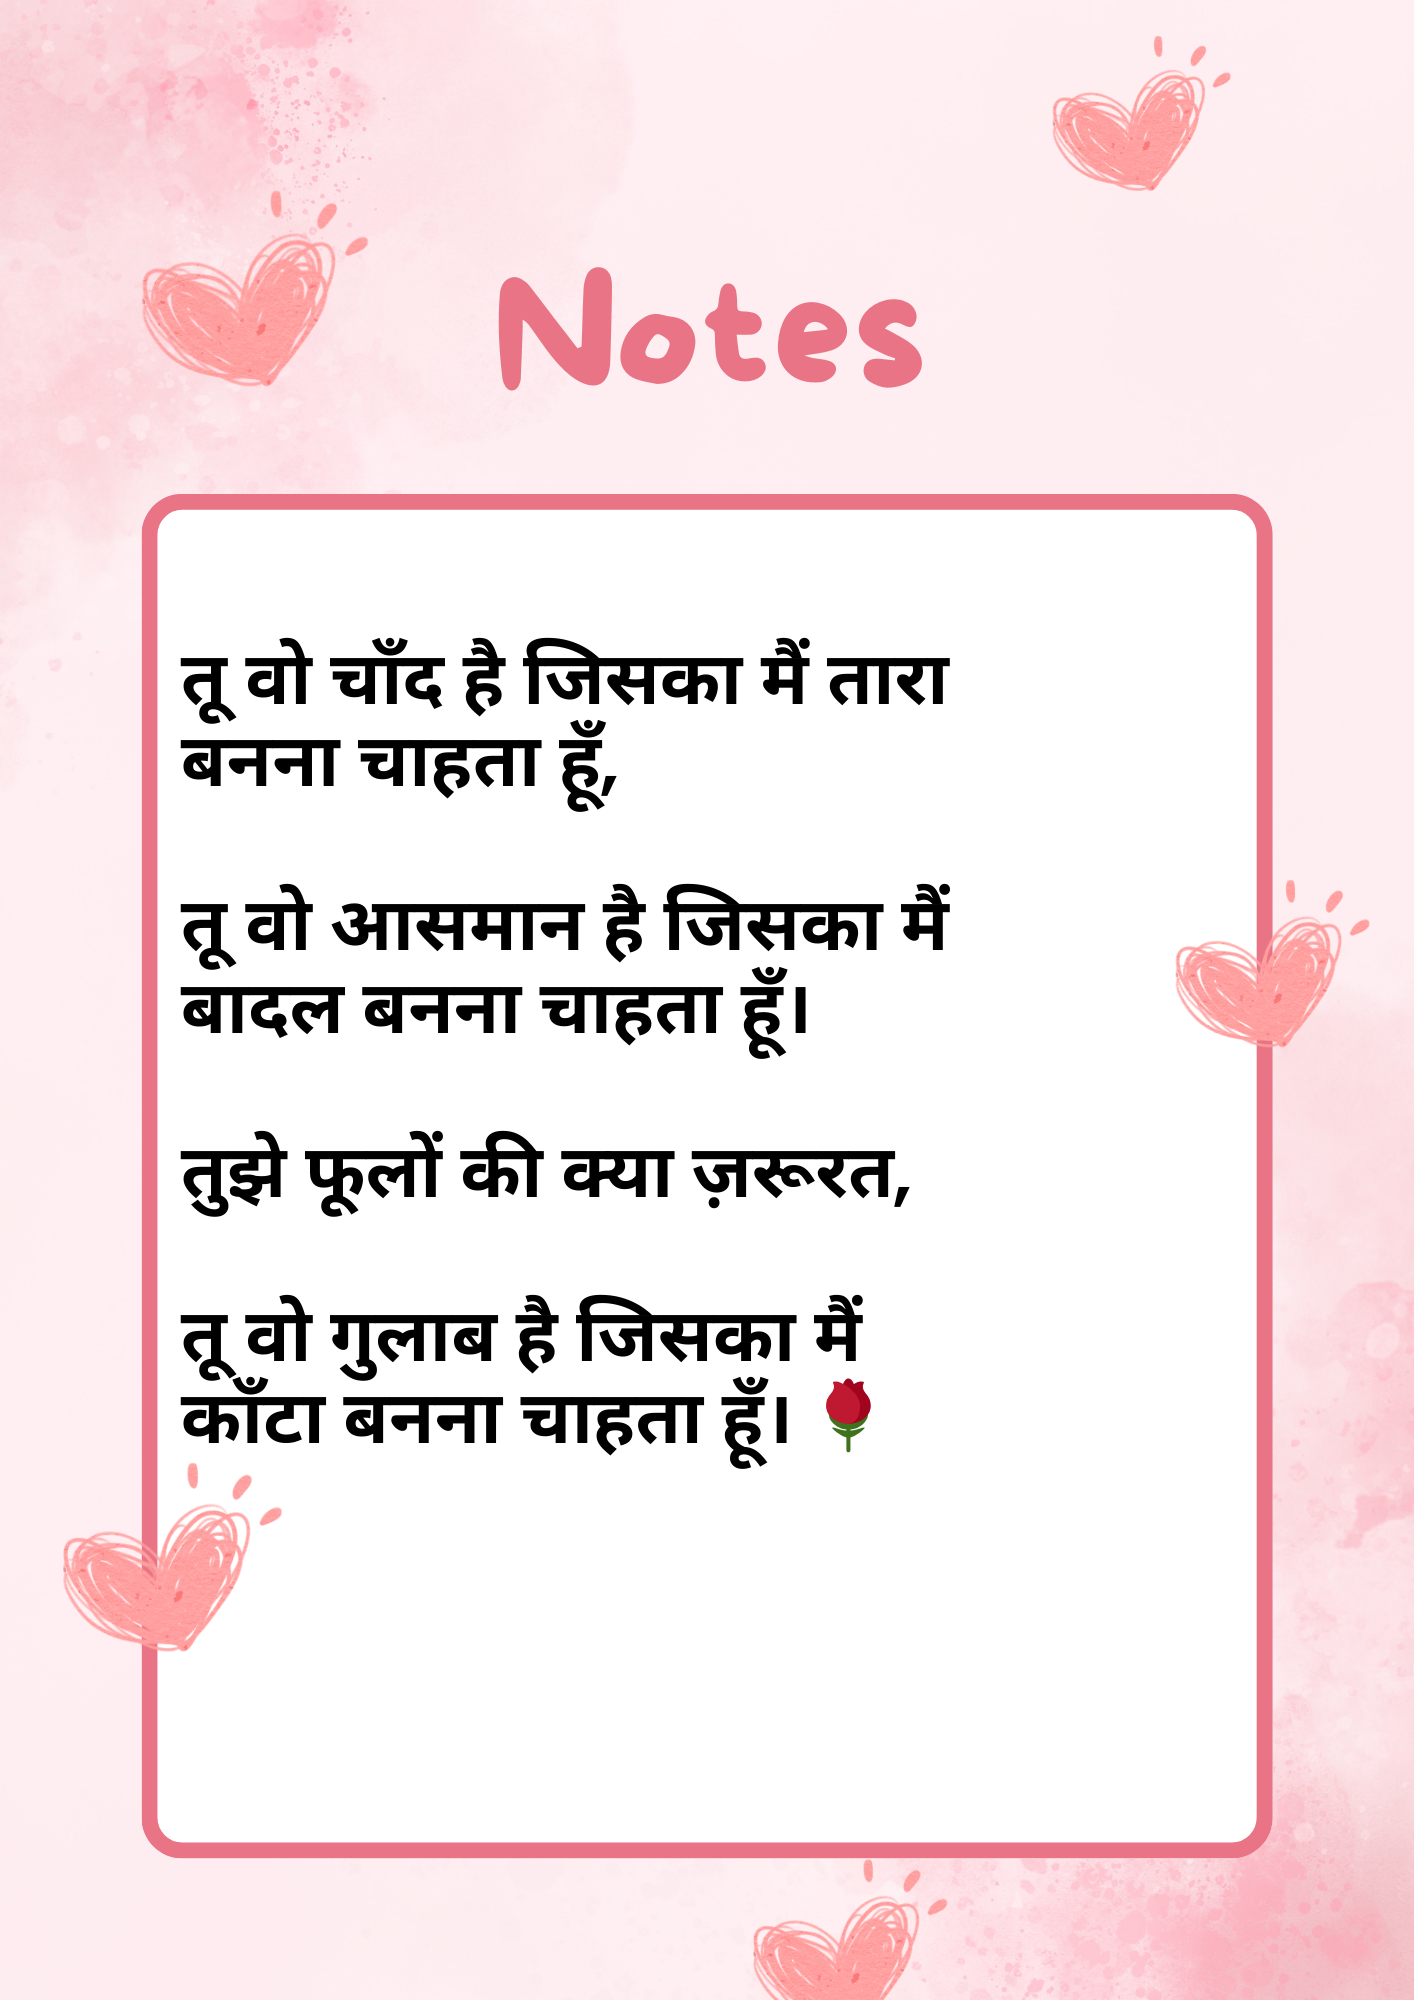 Notes
तू वो चाँद है जिसका मैं तारा
बनना चाहता हूँ,
तू वो आसमान है जिसका मैं
बादल बनना चाहता हूँ।
तुझे फूलों की क्या ज़रूरत,
तू वो गुलाब है जिसका मैं
काँटा बनना चाहता हूँ। 🌹